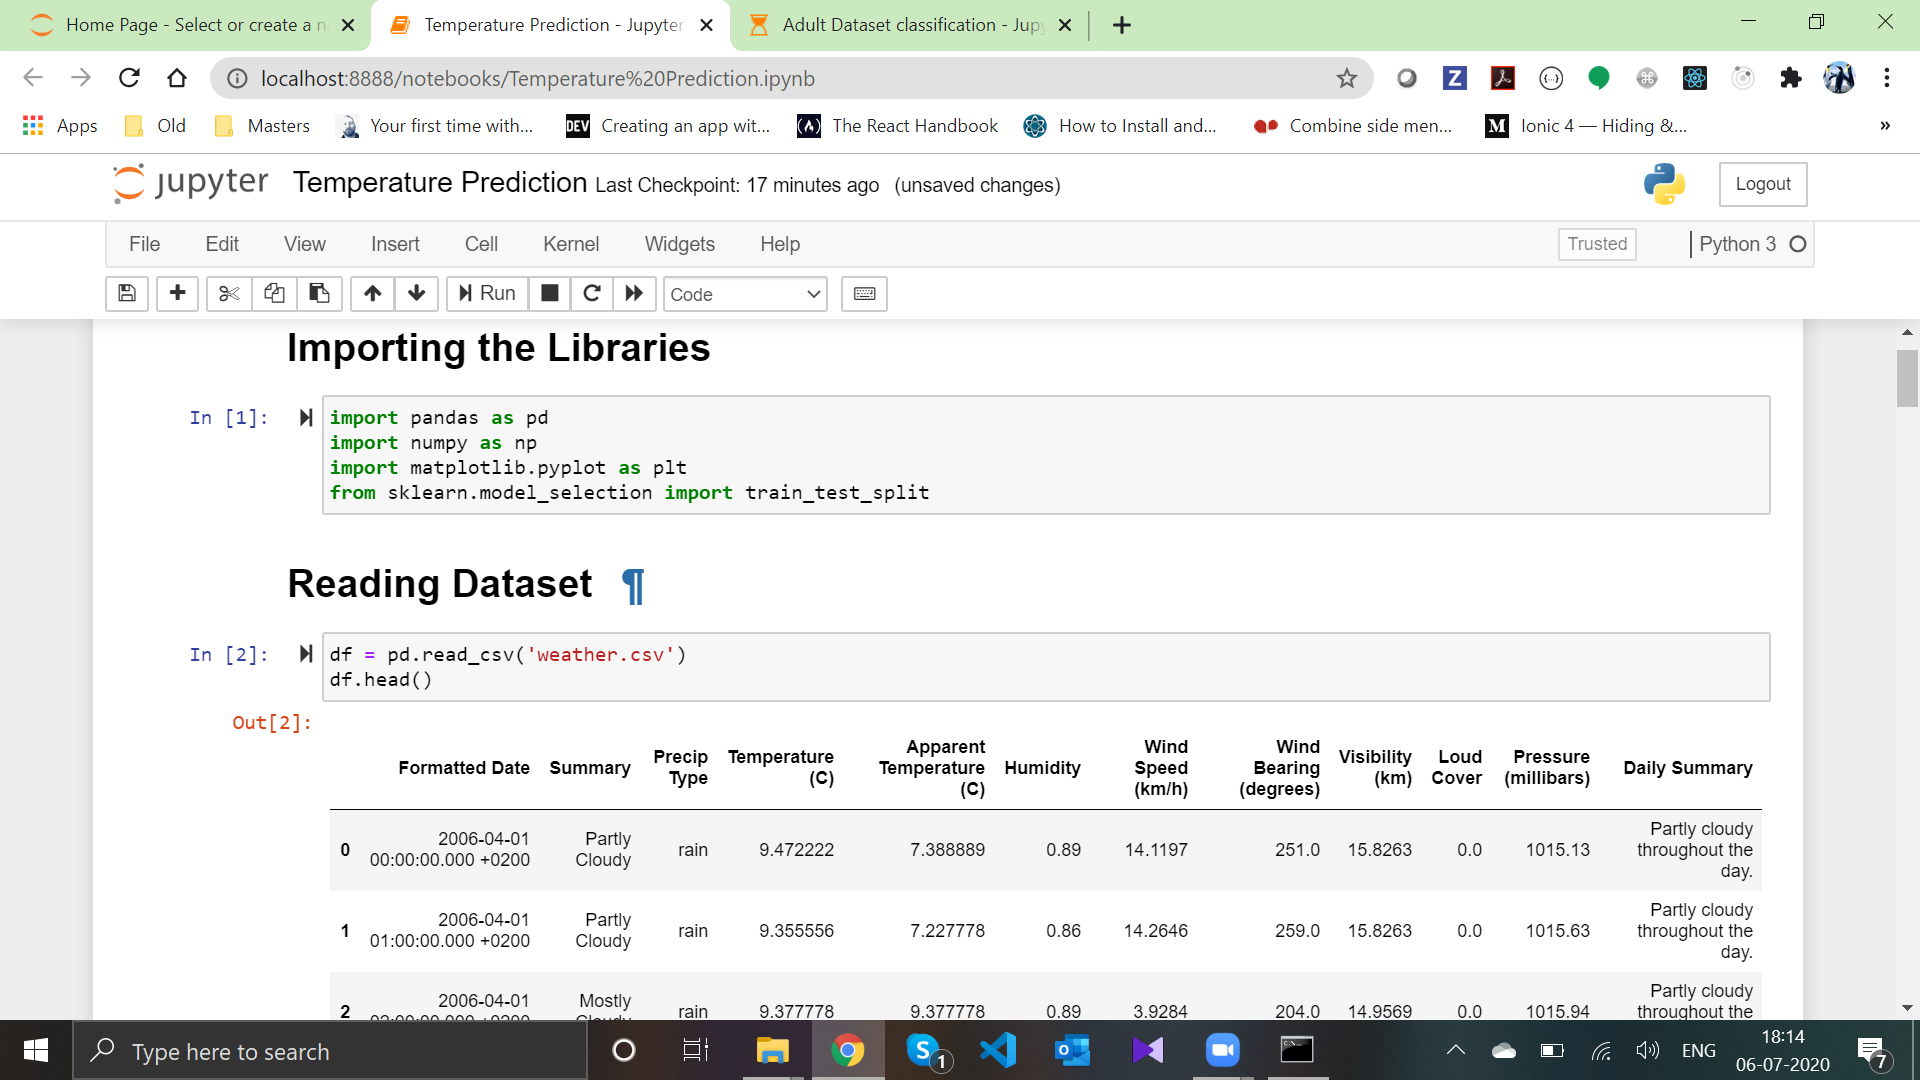 Home Page - Select or create a n
Temperature Prediction - Jupyter
Adult Dataset classification - Jupy
localhost:8888/notebooks/Temperature%20Prediction.ipynb
Apps
Old
Masters
Your first time with...
DEV
Creating an app wit...
The React Handbook
How to Install and...
Combine side men...
M
Ionic 4 — Hiding &...
»
jupyter
Temperature Prediction Last Checkpoint: 17 minutes ago (unsaved changes)
Logout
File
Edit
View
Insert
Cell
Kernel
Widgets
Help
Trusted
Python 3
Run
Code
Importing the Libraries
In [1]:
import pandas as pd
import numpy as np
import matplotlib.pyplot as plt
from sklearn.model_selection import train_test_split
Reading Dataset ¶
In [2]:
df = pd.read_csv('weather.csv')
df.head()
Out[2]:
Formatted Date Summary Precip Type Temperature (C) Apparent Temperature (C) Humidity Wind Speed (km/h) Wind Bearing (degrees) Visibility (km) Loud Cover Pressure (millibars) Daily Summary
0 2006-04-01 00:00:00.000 +0200 Partly Cloudy rain 9.472222 7.388889 0.89 14.1197 251.0 15.8263 0.0 1015.13 Partly cloudy throughout the day.
1 2006-04-01 01:00:00.000 +0200 Partly Cloudy rain 9.355556 7.227778 0.86 14.2646 259.0 15.8263 0.0 1015.63 Partly cloudy throughout the day.
2 2006-04-01 02:00:00.000 +0200 Mostly Cloudy rain 9.377778 9.377778 0.89 3.9284 204.0 14.9569 0.0 1015.94 Partly cloudy throughout the
Type here to search
1
ENG
18:14
06-07-2020
7